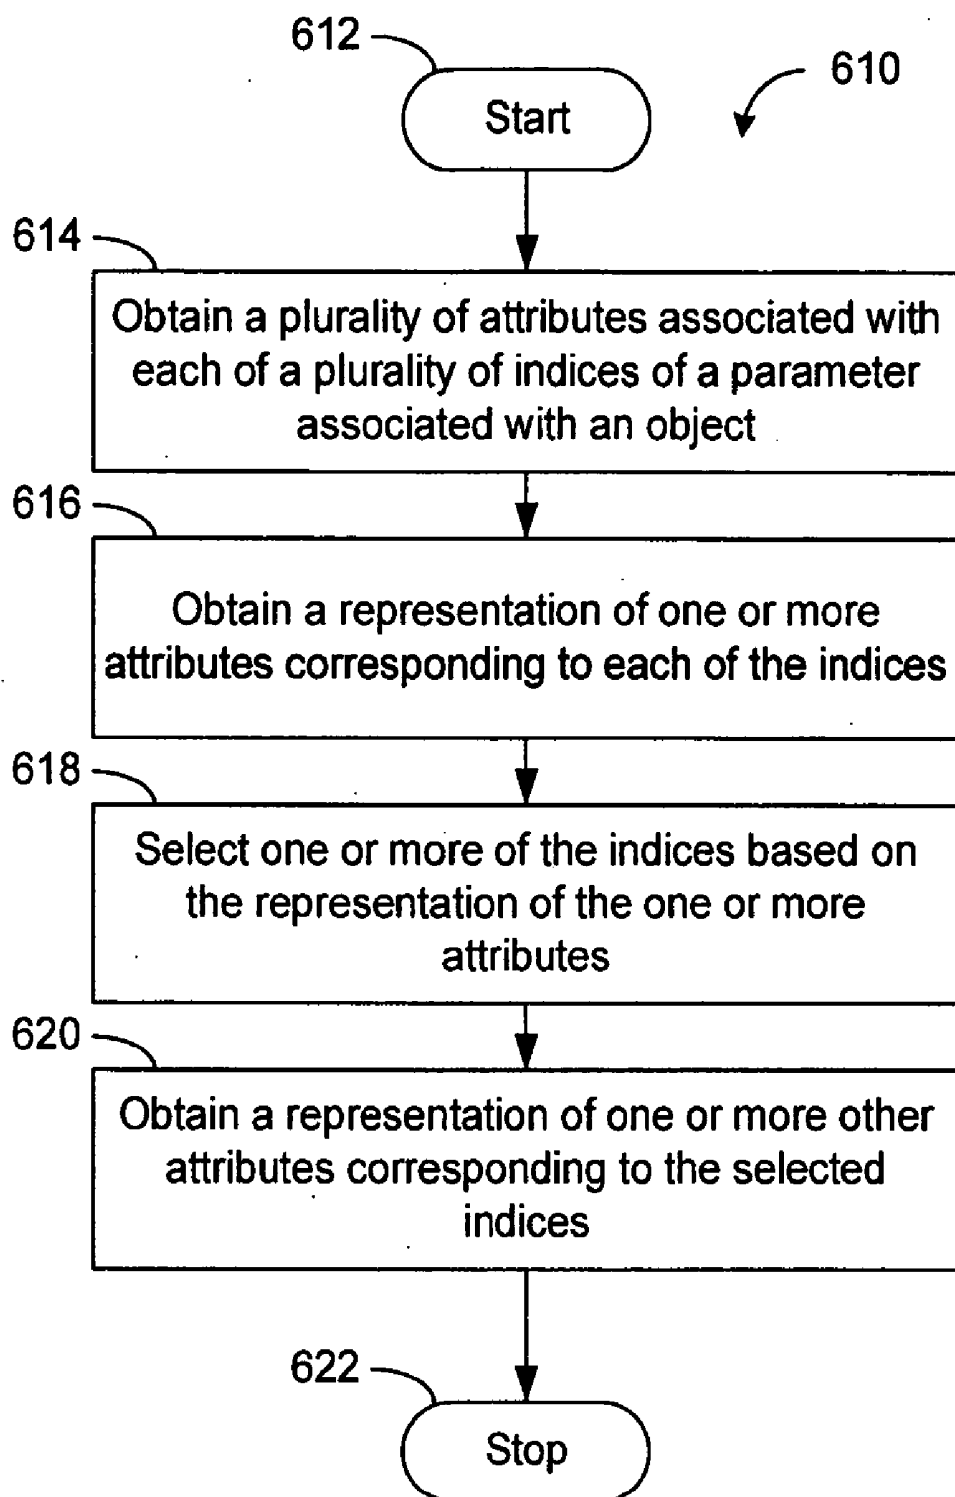 612
610
Start
614
Obtain a plurality of attributes associated with
each of a plurality of indices of a parameter
associated with an object
616
Obtain a representation of one or more
attributes corresponding to each of the indices
618
Select one or more of the indices based on
the representation of the one or more
attributes
620
Obtain a representation of one or more other
attributes corresponding to the selected
indices
622
Stop